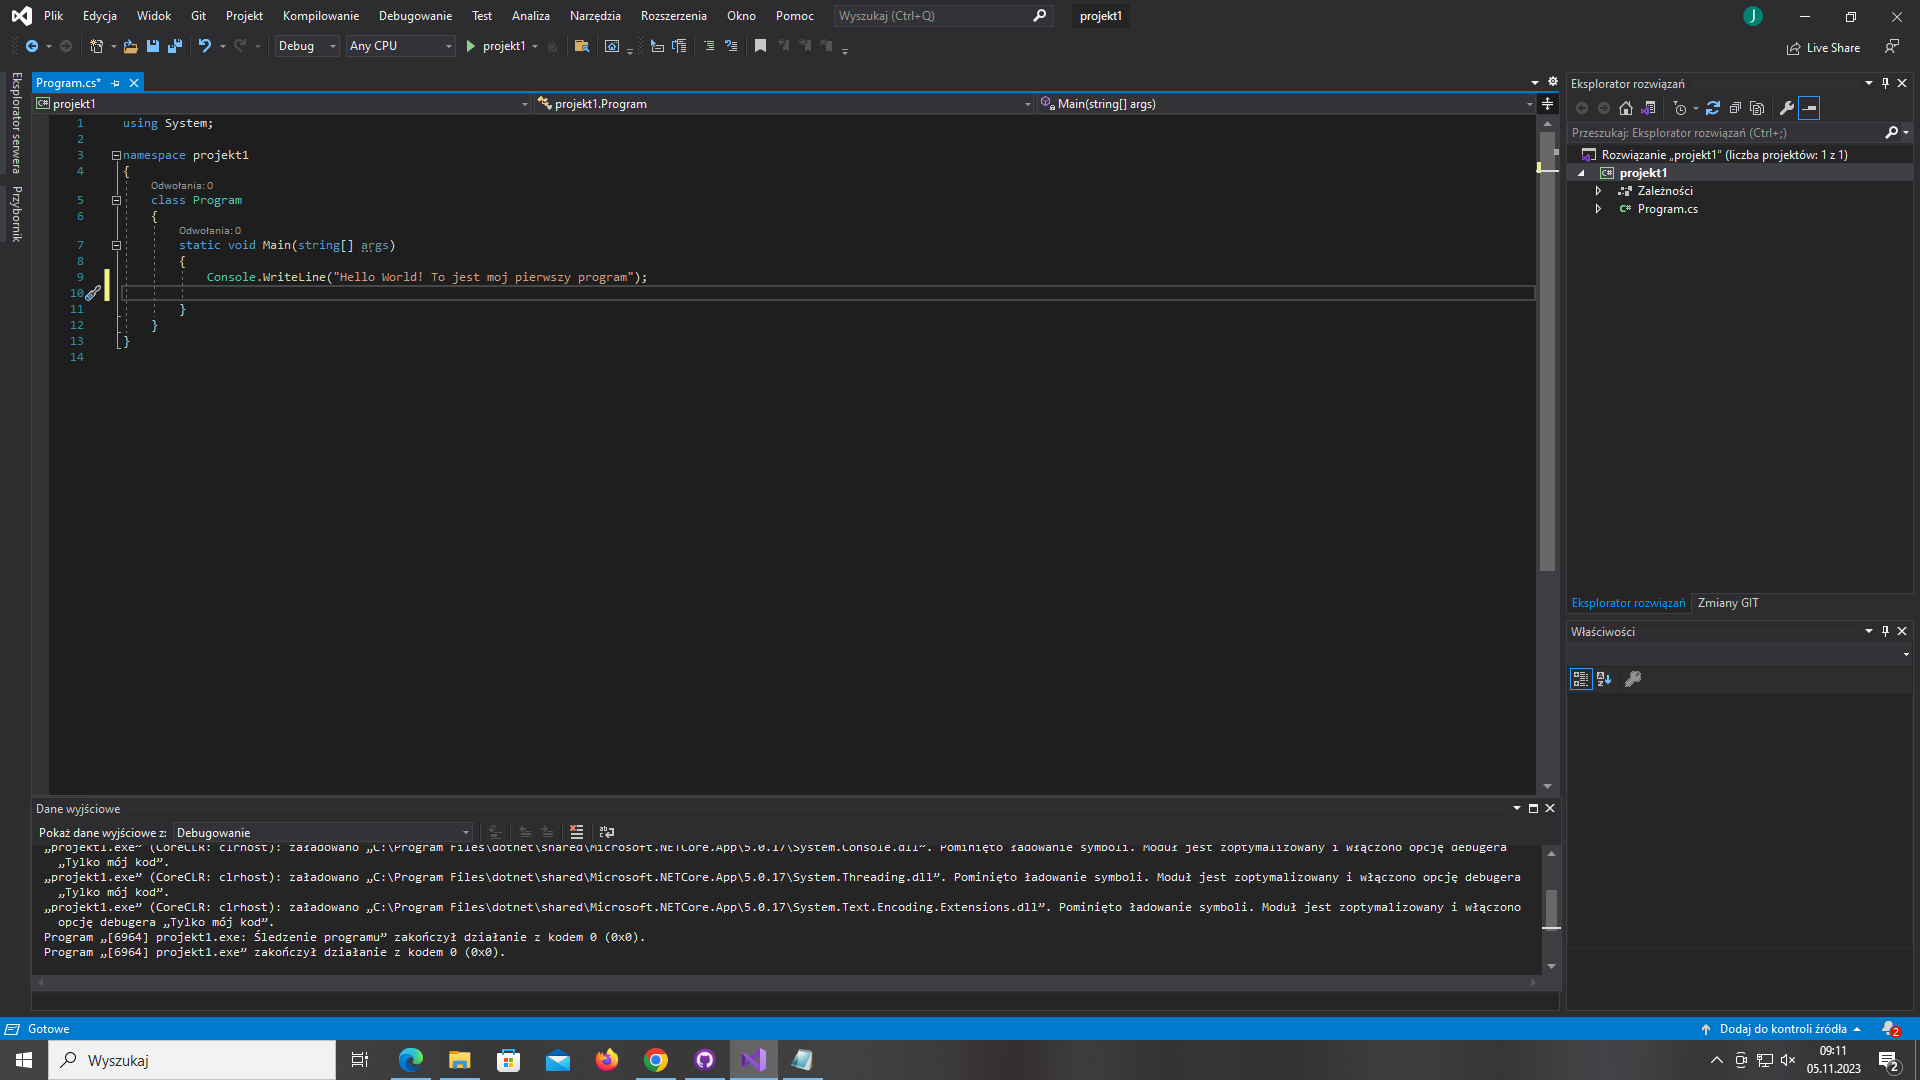 Plik Edycja Widok Git Projekt Kompilowanie Debugowanie Test Analiza Narzędzia Rozszerzenia Okno Pomoc Wyszukaj (Ctrl+Q) projekt1 J
Debug Any CPU projekt1 Live Share
Eksplorator serwera
Przybornik
Program.cs*
projekt1 projekt1.Program Main(string[] args)
1 using System;
2
3 namespace projekt1
4 {
Odwołania: 0
5 class Program
6 {
Odwołania: 0
7 static void Main(string[] args)
8 {
9 Console.WriteLine("Hello World! To jest moj pierwszy program");
10
11 }
12 }
13 }
14
Eksplorator rozwiązań
Przeszukaj: Eksplorator rozwiązań (Ctrl+;)
Rozwiązanie „projekt1” (liczba projektów: 1 z 1)
C# projekt1
Zależności
C# Program.cs
Eksplorator rozwiązań Zmiany GIT
Właściwości
Dane wyjściowe
Pokaż dane wyjściowe z: Debugowanie
„projekt1.exe” (CoreCLR: clrhost): załadowano „C:\Program Files\dotnet\shared\Microsoft.NETCore.App\5.0.17\System.Console.dll”. Pominięto ładowanie symboli. Moduł jest zoptymalizowany i włączono opcję debugera
„Tylko mój kod”.
„projekt1.exe” (CoreCLR: clrhost): załadowano „C:\Program Files\dotnet\shared\Microsoft.NETCore.App\5.0.17\System.Threading.dll”. Pominięto ładowanie symboli. Moduł jest zoptymalizowany i włączono opcję debugera
„Tylko mój kod”.
„projekt1.exe” (CoreCLR: clrhost): załadowano „C:\Program Files\dotnet\shared\Microsoft.NETCore.App\5.0.17\System.Text.Encoding.Extensions.dll”. Pominięto ładowanie symboli. Moduł jest zoptymalizowany i włączono
opcję debugera „Tylko mój kod”.
Program „[6964] projekt1.exe: Śledzenie programu” zakończył działanie z kodem 0 (0x0).
Program „[6964] projekt1.exe” zakończył działanie z kodem 0 (0x0).
Gotowe Dodaj do kontroli źródła 2
Wyszukaj
09:11
05.11.2023
2